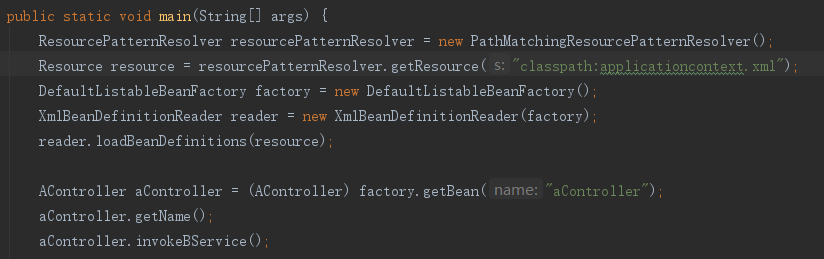 public static void main(String[] args) {
ResourcePatternResolver resourcePatternResolver = new PathMatchingResourcePatternResolver();
Resource resource = resourcePatternResolver.getResource( s: "classpath:applicationcontext.xml");
DefaultListableBeanFactory factory = new DefaultListableBeanFactory();
XmlBeanDefinitionReader reader = new XmlBeanDefinitionReader(factory);
reader.loadBeanDefinitions(resource);
AController aController = (AController) factory.getBean( name: "aController");
aController.getName();
aController.invokeBService();